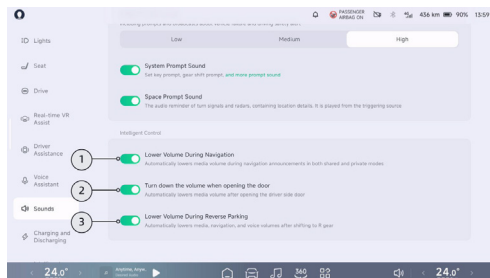 PASSENGER
AIRBAG ON
436 km
90%
13:59
Lights
Low
Medium
High
Seat
System Prompt Sound
Set key prompt, gear shift prompt, and more prompt sound
Drive
Space Prompt Sound
The audio reminder of turn signals and radars, containing location details. It is played from the triggering source.
Real-time VR
Assist
Intelligent Control
Driver
Assistance
1
Lower Volume During Navigation
Automatically lowers media volume during navigation announcements in both shared and private modes
Voice
Assistant
2
Turn down the volume when opening the door
Automatically lowers media volume after opening the driver side door
Sounds
3
Lower Volume During Reverse Parking
Automatically lowers media, navigation, and voice volumes after shifting to R gear
Charging and
Discharging
24.0°
360
24.0°